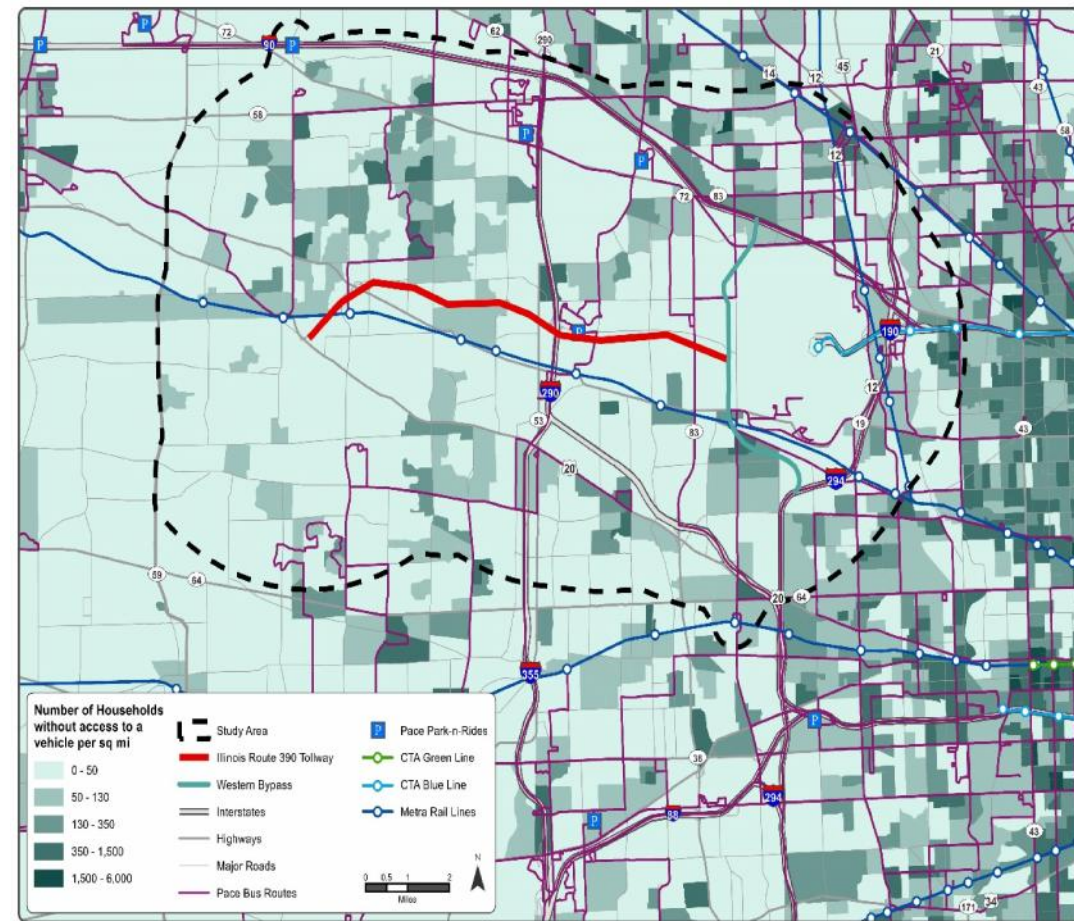 P
P
72
90
P
62
290
14
12
45
21
43
58
58
P
P
12
12
72
83
P
190
12
290
53
19
43
83
20
294
59
64
20
64
355
Number of Households
without access to a
vehicle per sq mi
0 - 50
50 - 130
130 - 350
350 - 1,500
1,500 - 6,000
Study Area
Illinois Route 390 Tollway
Western Bypass
Interstates
Highways
Major Roads
Pace Bus Routes
P Pace Park-n-Rides
CTA Green Line
CTA Blue Line
Metra Rail Lines
0 0.5 1 2
Miles
N
P
38
294
88
P
43
171
34